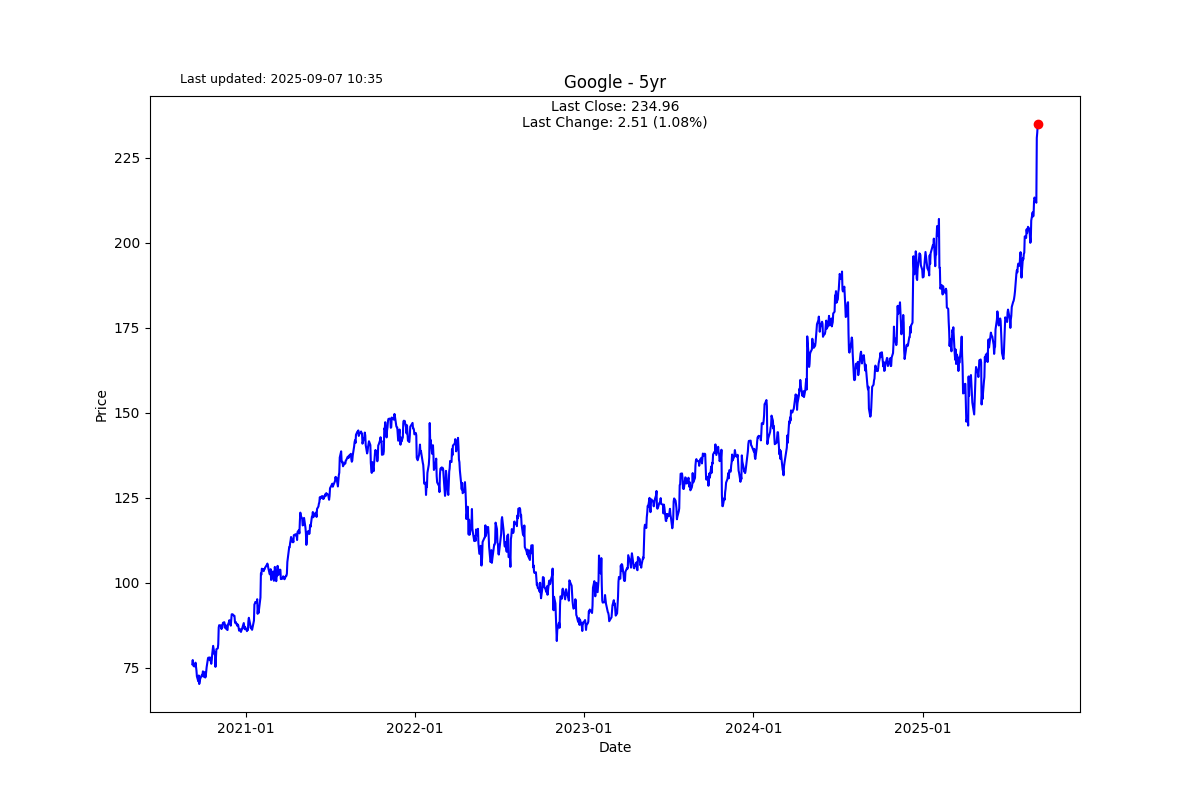 Last updated: 2025-09-07 10:35
Google - 5yr
Last Close: 234.96
Last Change: 2.51 (1.08%)
225
200
175
150
125
100
75
Price
2021-01
2022-01
2023-01
2024-01
2025-01
Date